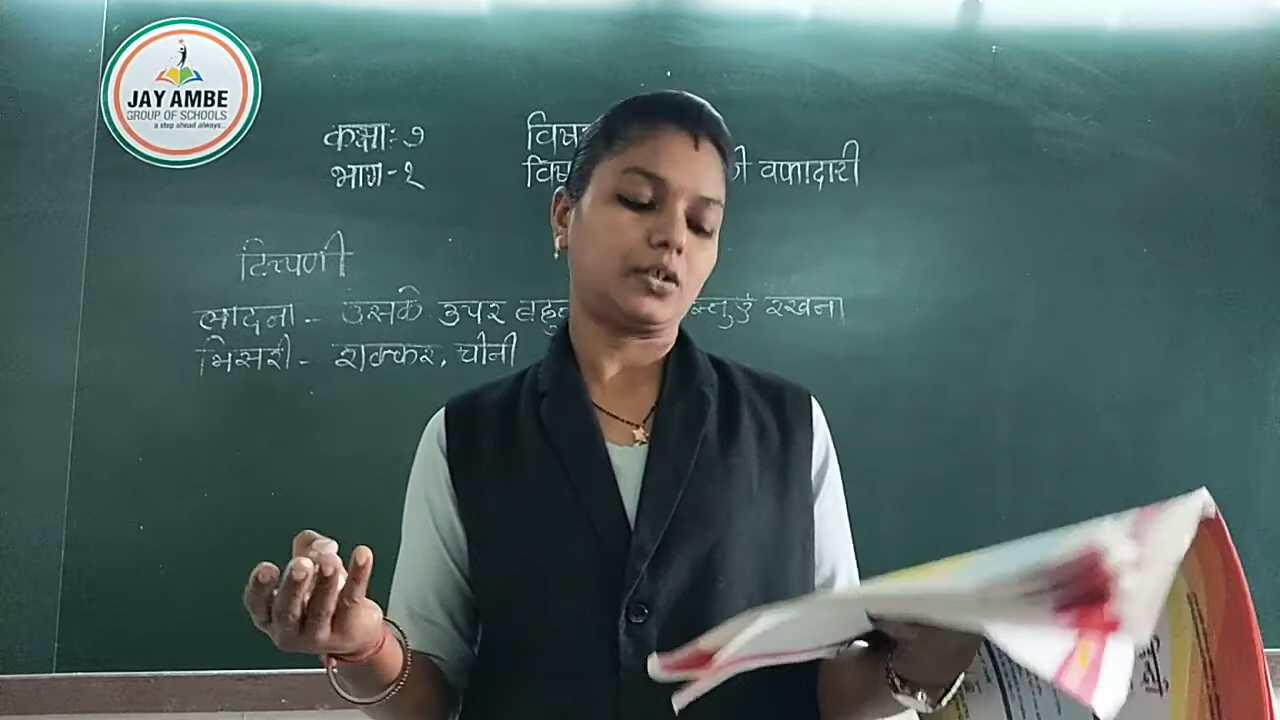 JAY AMBE
GROUP OF SCHOOLS
a step ahead always...
कक्षा:- ७
भाग - १
वफादारी
टिप्पणी
लादना - उसके उपर रखना
मिसरी - शक्कर, चीनी